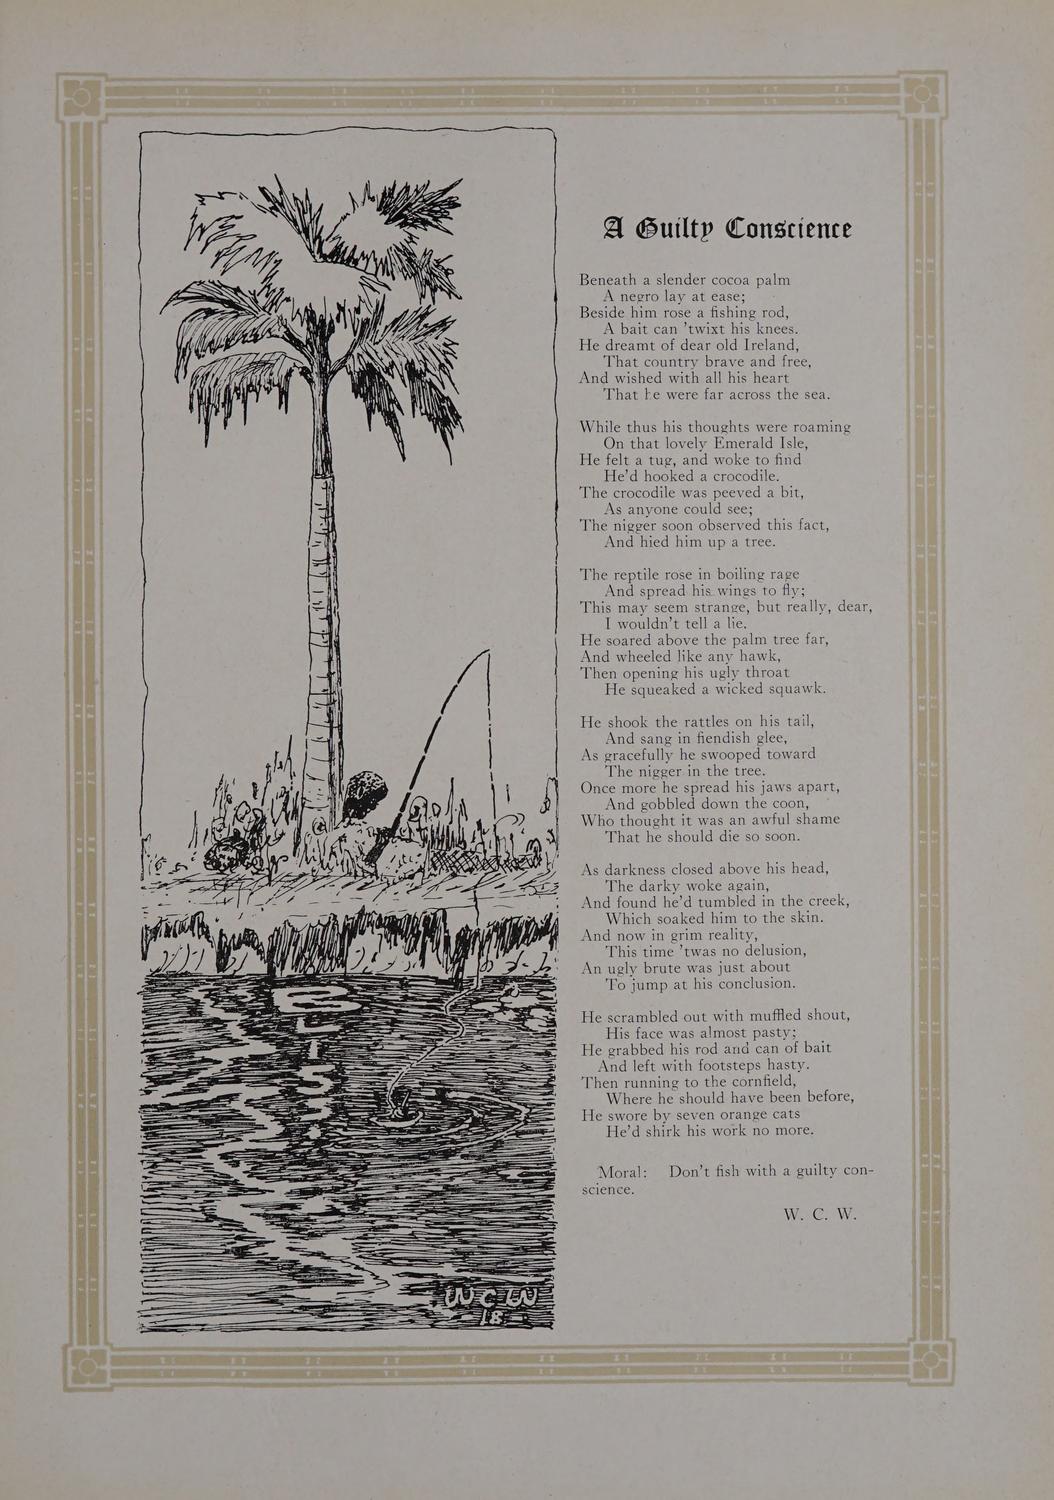 A Guilty Conscience
Beneath a slender cocoa palm
A negro lay at ease;
Beside him rose a fishing rod,
A bait can 'twixt his knees.
He dreamt of dear old Ireland,
That country brave and free,
And wished with all his heart
That he were far across the sea.
While thus his thoughts were roaming
On that lovely Emerald Isle,
He felt a tug, and woke to find
He'd hooked a crocodile.
The crocodile was peeved a bit,
As anyone could see;
The nigger soon observed this fact,
And hied him up a tree.
The reptile rose in boiling rage
And spread his wings to fly;
This may seem strange, but really, dear,
I wouldn't tell a lie.
He soared above the palm tree far,
And wheeled like any hawk,
Then opening his ugly throat
He squeaked a wicked squawk.
He shook the rattles on his tail,
And sang in fiendish glee,
As gracefully he swooped toward
The nigger in the tree.
Once more he spread his jaws apart,
And gobbled down the coon,
Who thought it was an awful shame
That he should die so soon.
As darkness closed above his head,
The darky woke again,
And found he'd tumbled in the creek,
Which soaked him to the skin.
And now in grim reality,
This time 'twas no delusion,
An ugly brute was just about
To jump at his conclusion.
He scrambled out with muffled shout,
His face was almost pasty;
He grabbed his rod and can of bait
And left with footsteps hasty.
Then running to the cornfield,
Where he should have been before,
He swore by seven orange cats
He'd shirk his work no more.
Moral: Don't fish with a guilty con-
science.
W. C. W.
BLISS
WCW
18